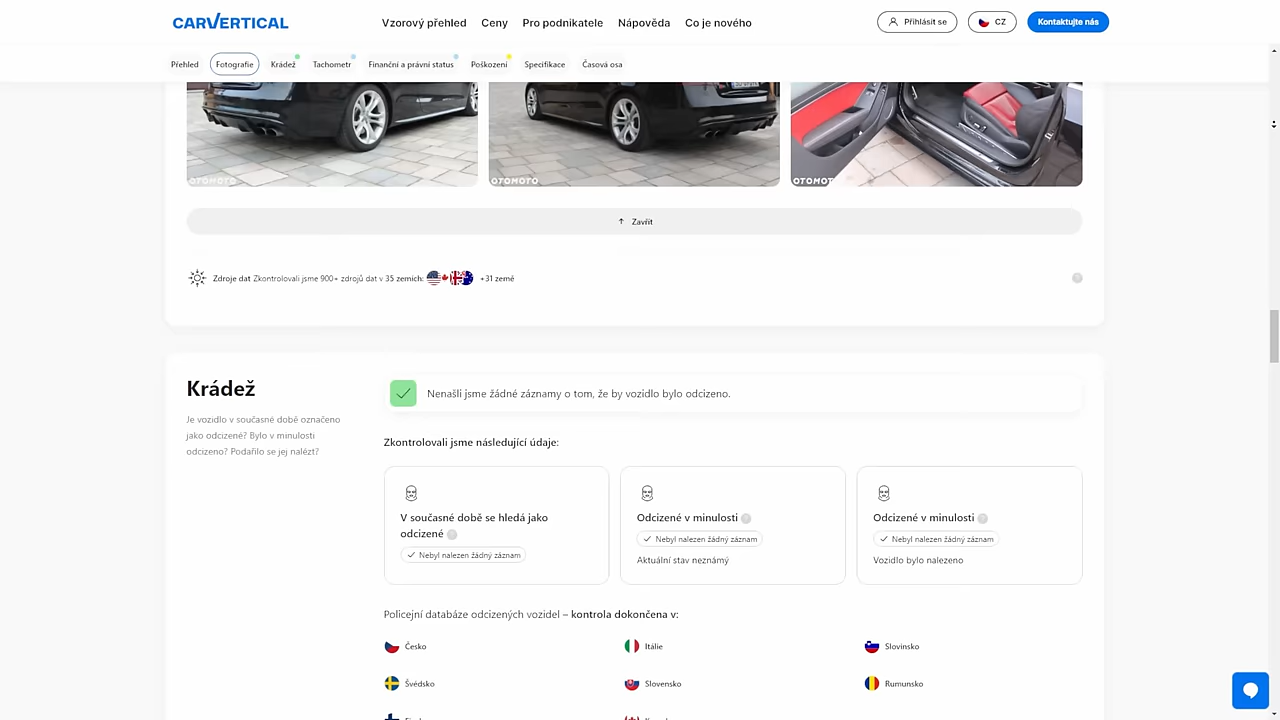 CARVERTICAL
Vzorový přehled Ceny Pro podnikatele Nápověda Co je nového
Přihlásit se
CZ
Kontaktujte nás
Přehled Fotografie Krádež Tachometr Finanční a právní status Poškození Specifikace Časová osa
OTOMOTO
OTOMOTO
OTOMOT
Zavřít
Zdroje dat Zkontrolovali jsme 900+ zdrojů dat v 35 zemích: +31 země
Krádež
Je vozidlo v současné době označeno
jako odcizené? Bylo v minulosti
odcizeno? Podařilo se jej nalézt?
Nenašli jsme žádné záznamy o tom, že by vozidlo bylo odcizeno.
Zkontrolovali jsme následující údaje:
V současné době se hledá jako
odcizené
Nebyl nalezen žádný záznam
Odcizené v minulosti
Nebyl nalezen žádný záznam
Aktuální stav neznámý
Odcizené v minulosti
Nebyl nalezen žádný záznam
Vozidlo bylo nalezeno
Policejní databáze odcizených vozidel – kontrola dokončena v:
Česko Itálie Slovinsko
Švédsko Slovensko Rumunsko